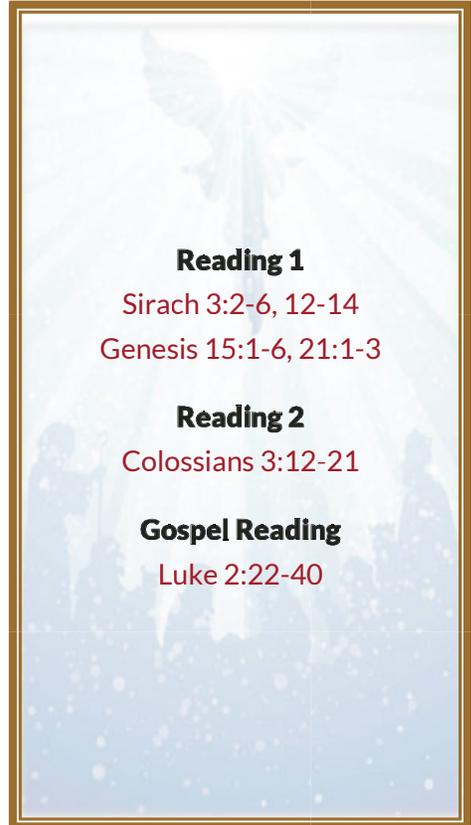 Reading 1
Sirach 3:2-6, 12-14
Genesis 15:1-6, 21:1-3
Reading 2
Colossians 3:12-21
Gospel Reading
Luke 2:22-40